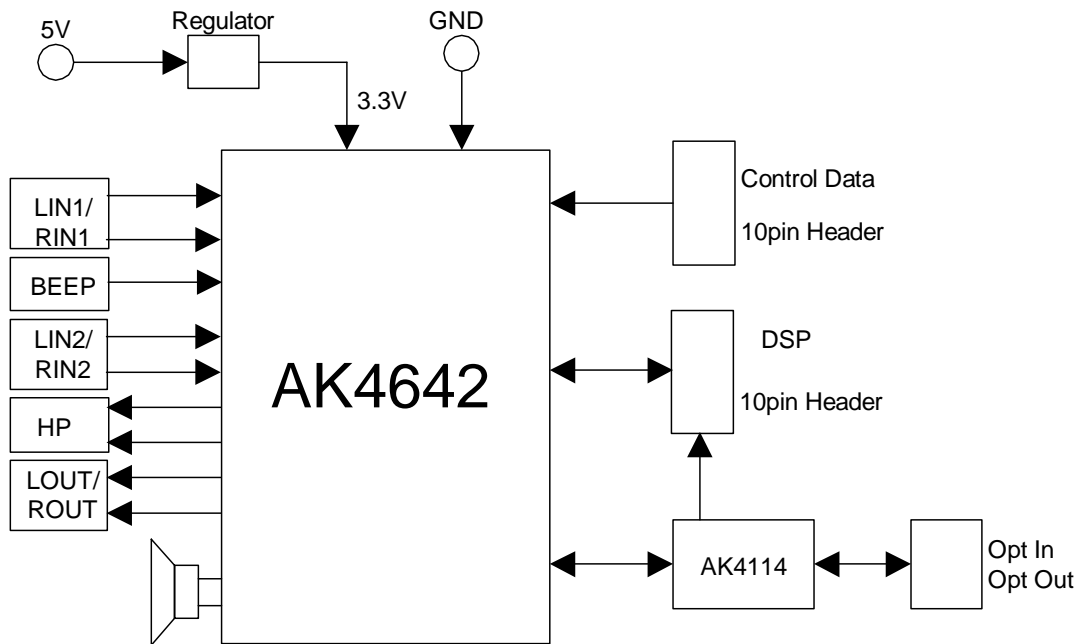 5V
Regulator
GND
3.3V
LIN1/
RIN1
BEEP
LIN2/
RIN2
HP
LOUT/
ROUT
AK4642
Control Data
10pin Header
DSP
10pin Header
AK4114
Opt In
Opt Out